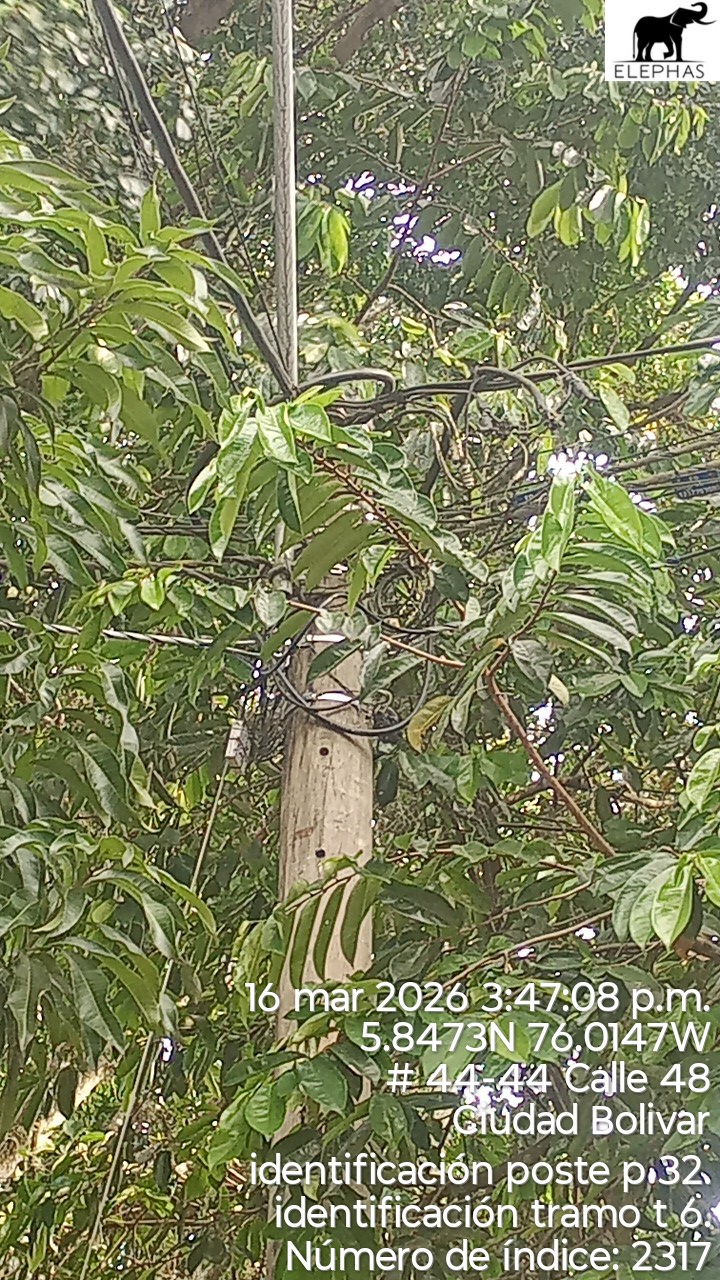 ELEPHAS
16 mar 2026 3:47:08 p.m.
5.8473N 76.0147W
# 44-44 Calle 48
Ciudad Bolivar
identificación poste p 32.
identificación tramo t 6.
Número de índice: 2317